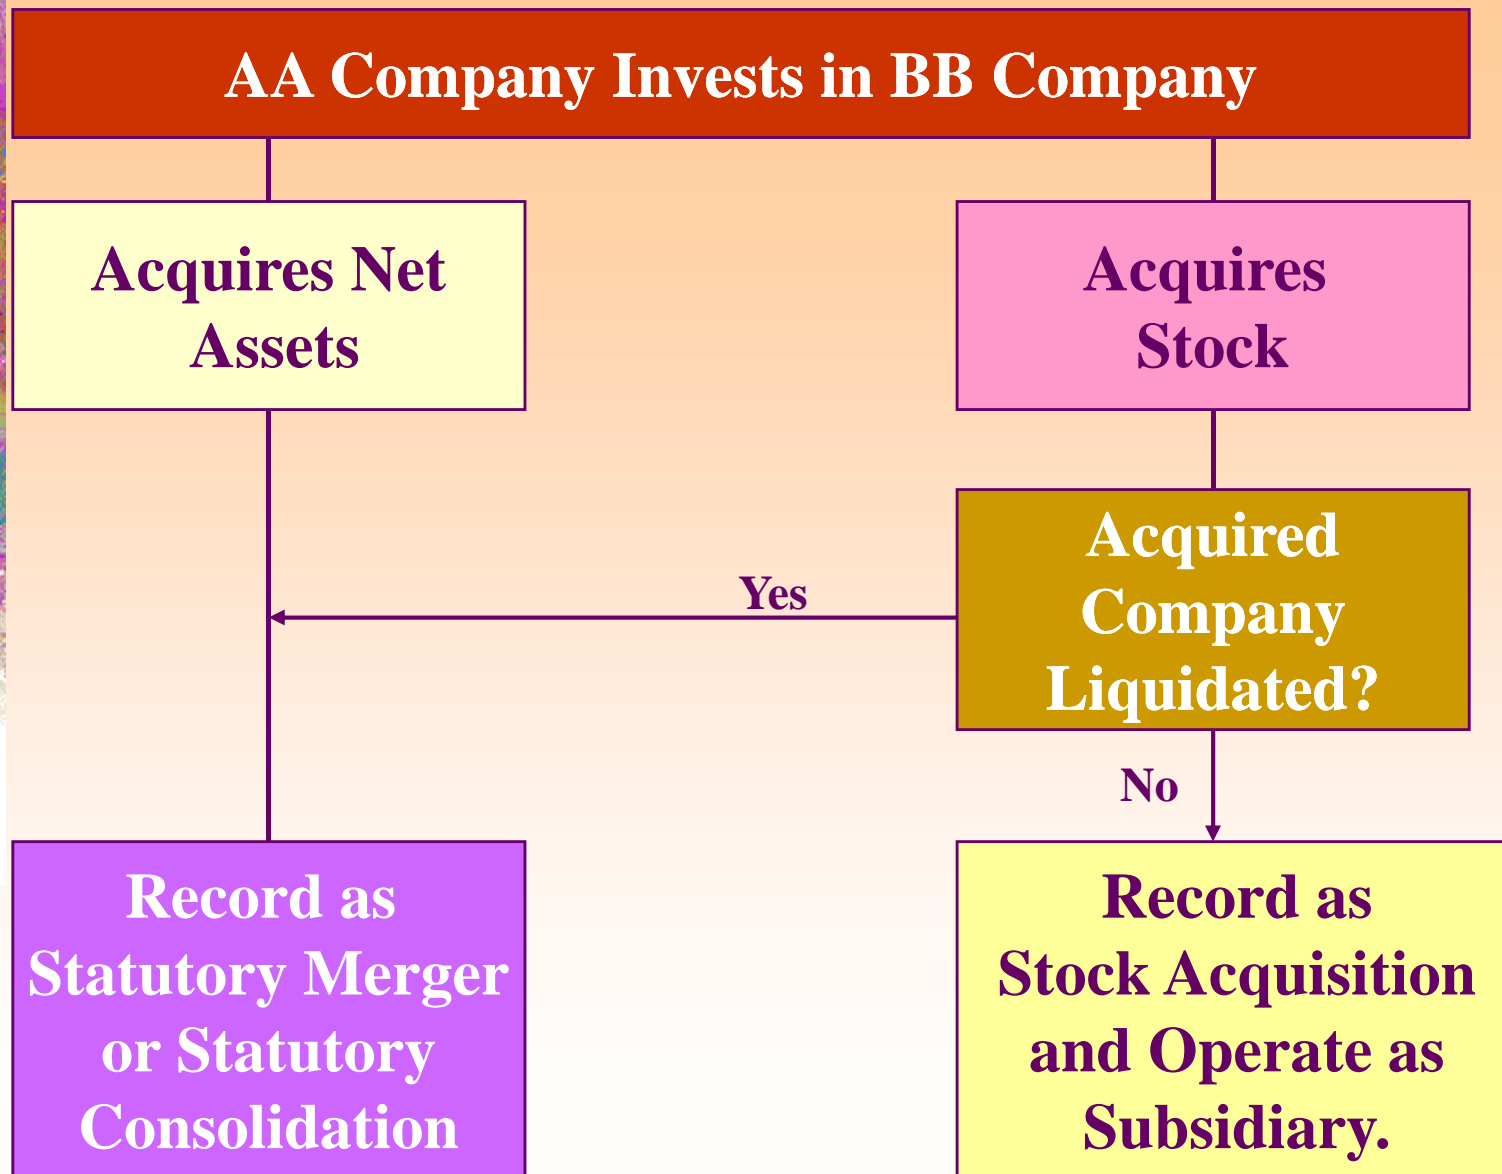 AA Company Invests in BB Company
Acquires Net
Assets
Acquires
Stock
Acquired
Company
Liquidated?
Yes
No
Record as
Statutory Merger
or Statutory
Consolidation
Record as
Stock Acquisition
and Operate as
Subsidiary.